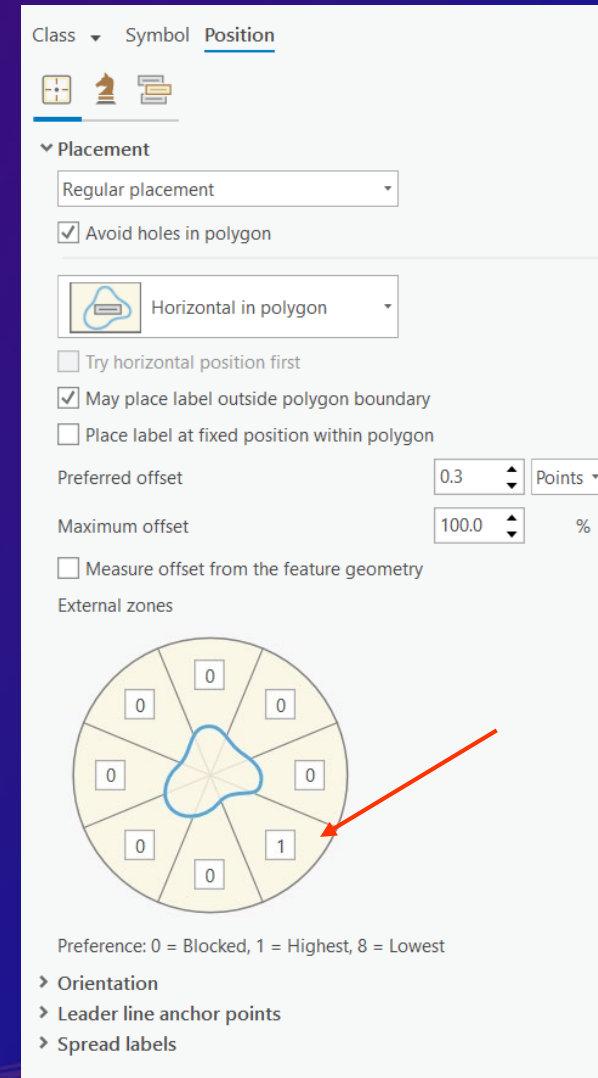 Class Symbol Position
Placement
Regular placement
Avoid holes in polygon
Horizontal in polygon
Try horizontal position first
May place label outside polygon boundary
Place label at fixed position within polygon
Preferred offset 0.3 Points
Maximum offset 100.0 %
Measure offset from the feature geometry
External zones
0
0 0
0 0
0 1
0
Preference: 0 = Blocked, 1 = Highest, 8 = Lowest
Orientation
Leader line anchor points
Spread labels